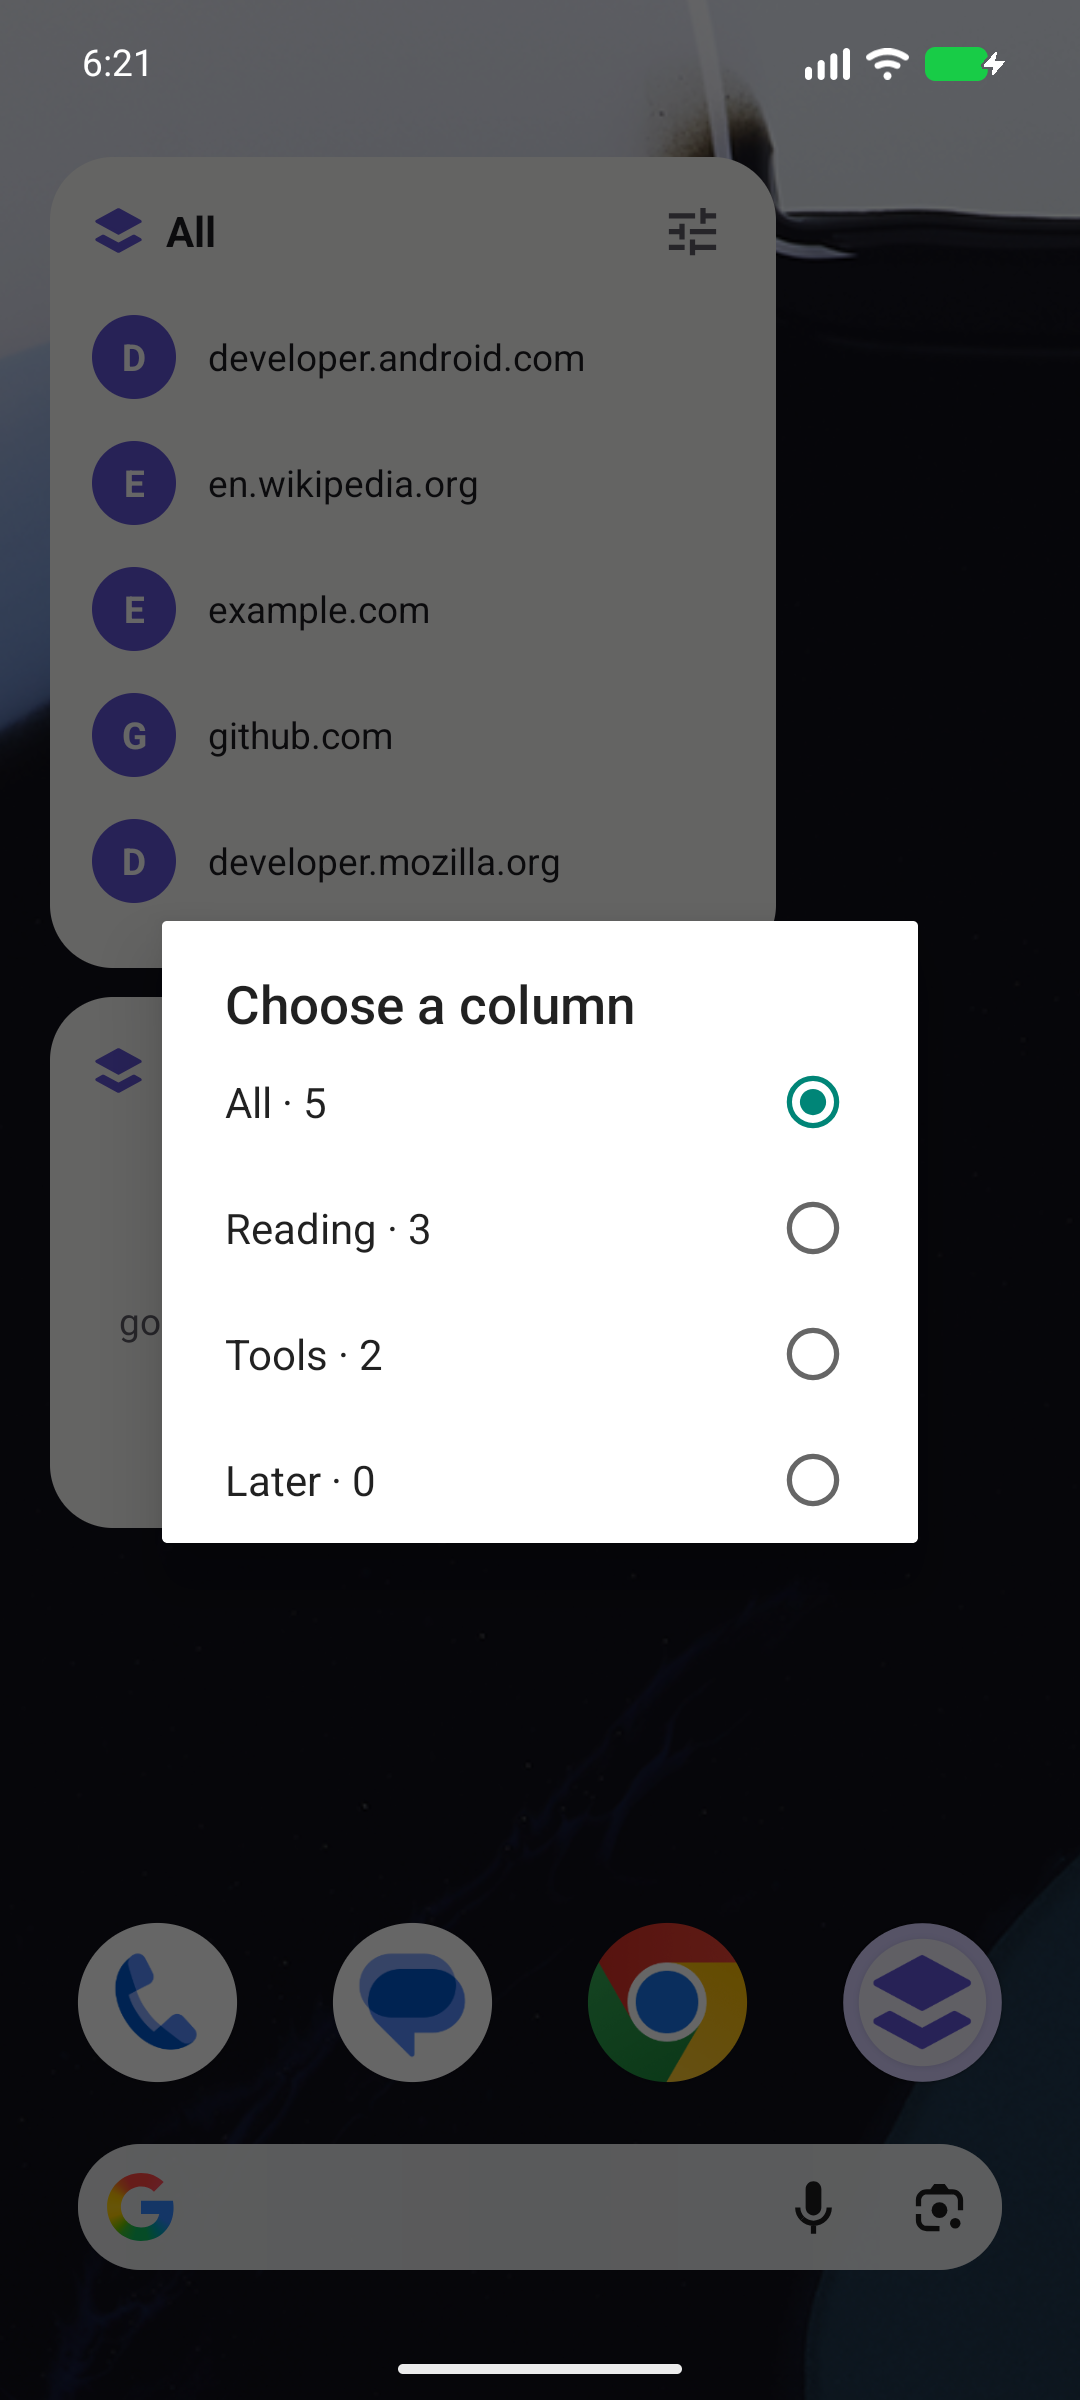 6:21
All
D developer.android.com
E en.wikipedia.org
E example.com
G github.com
D developer.mozilla.org
Choose a column
All · 5
Reading · 3
Tools · 2
Later · 0
go